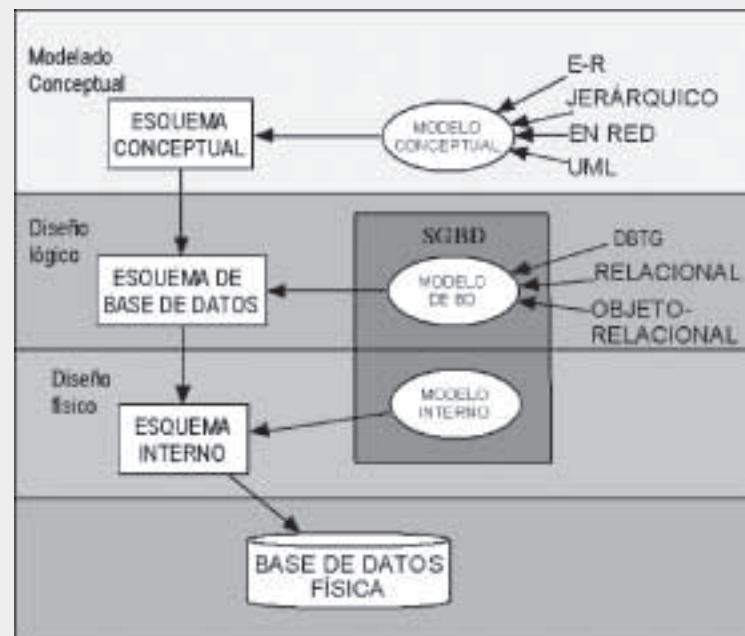 Modelado
Conceptual
E-R
JERÁRQUICO
EN RED
UML
MODELO
CONCEPTUAL
ESQUEMA
CONCEPTUAL
Diseño
lógico
SGBD
DBTG
RELACIONAL
OBJETO-
RELACIONAL
MODELO
DE BD
ESQUEMA DE
BASE DE DATOS
Diseño
físico
MODELO
INTERNO
ESQUEMA
INTERNO
BASE DE DATOS
FÍSICA